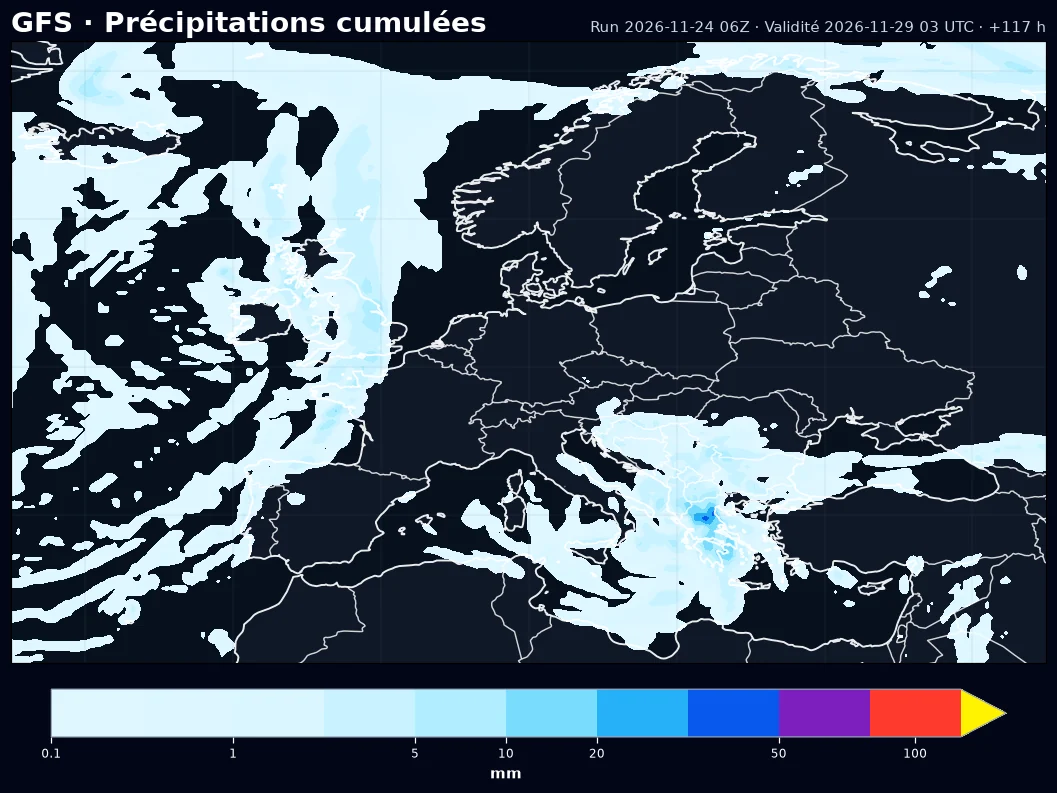 GFS · Précipitations cumulées
Run 2026-11-24 06Z · Validité 2026-11-29 03 UTC · +117 h
0.1 1 5 10 20 50 100
mm